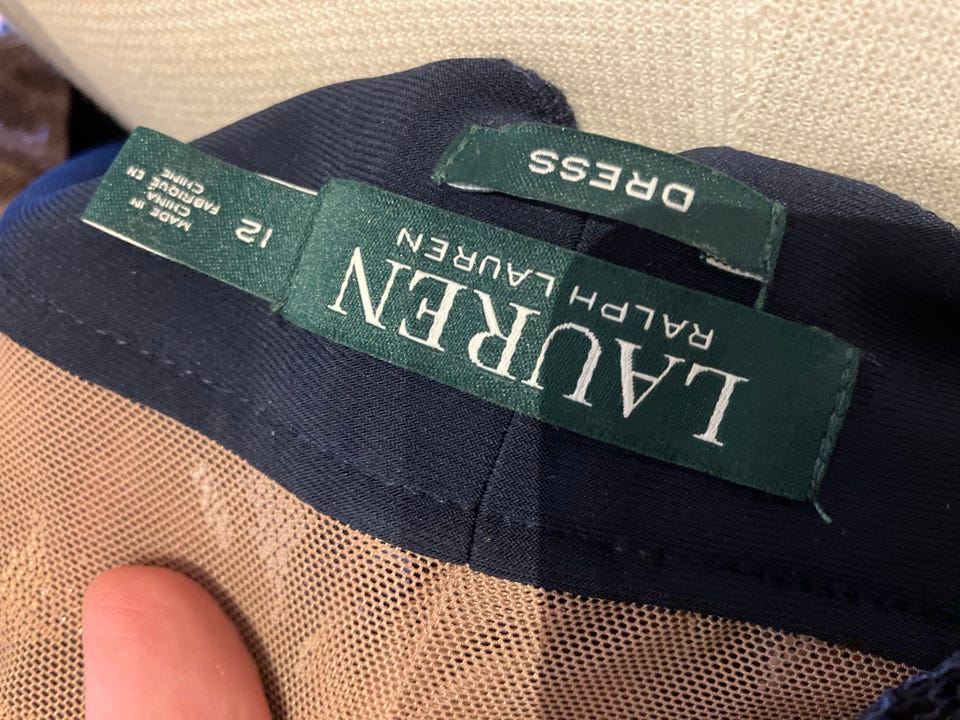 DRESS
LAUREN
RALPH LAUREN
12
MADE IN
CHINA
FABRIQUÉ EN
CHINE